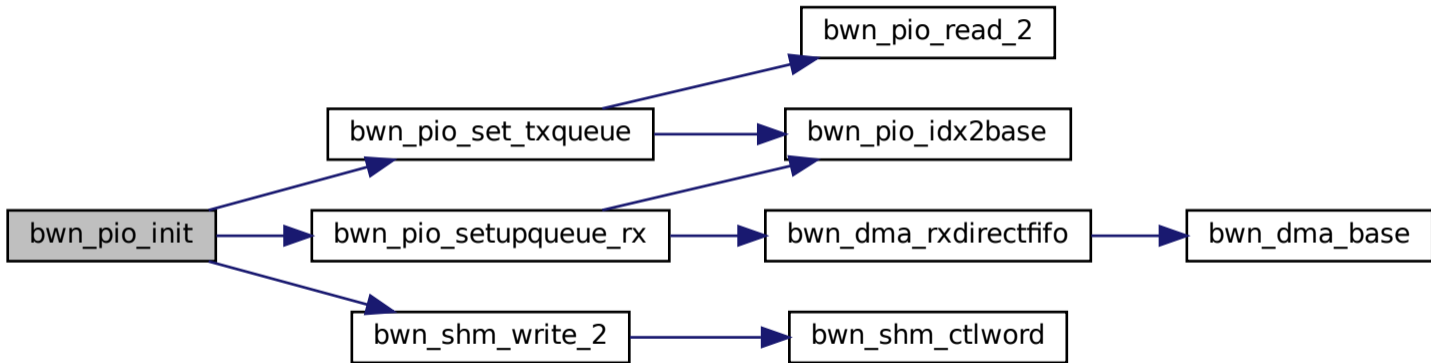 bwn_pio_read_2
bwn_pio_set_txqueue
bwn_pio_idx2base
bwn_pio_init
bwn_pio_setupqueue_rx
bwn_dma_rxdirectfifo
bwn_dma_base
bwn_shm_write_2
bwn_shm_ctlword